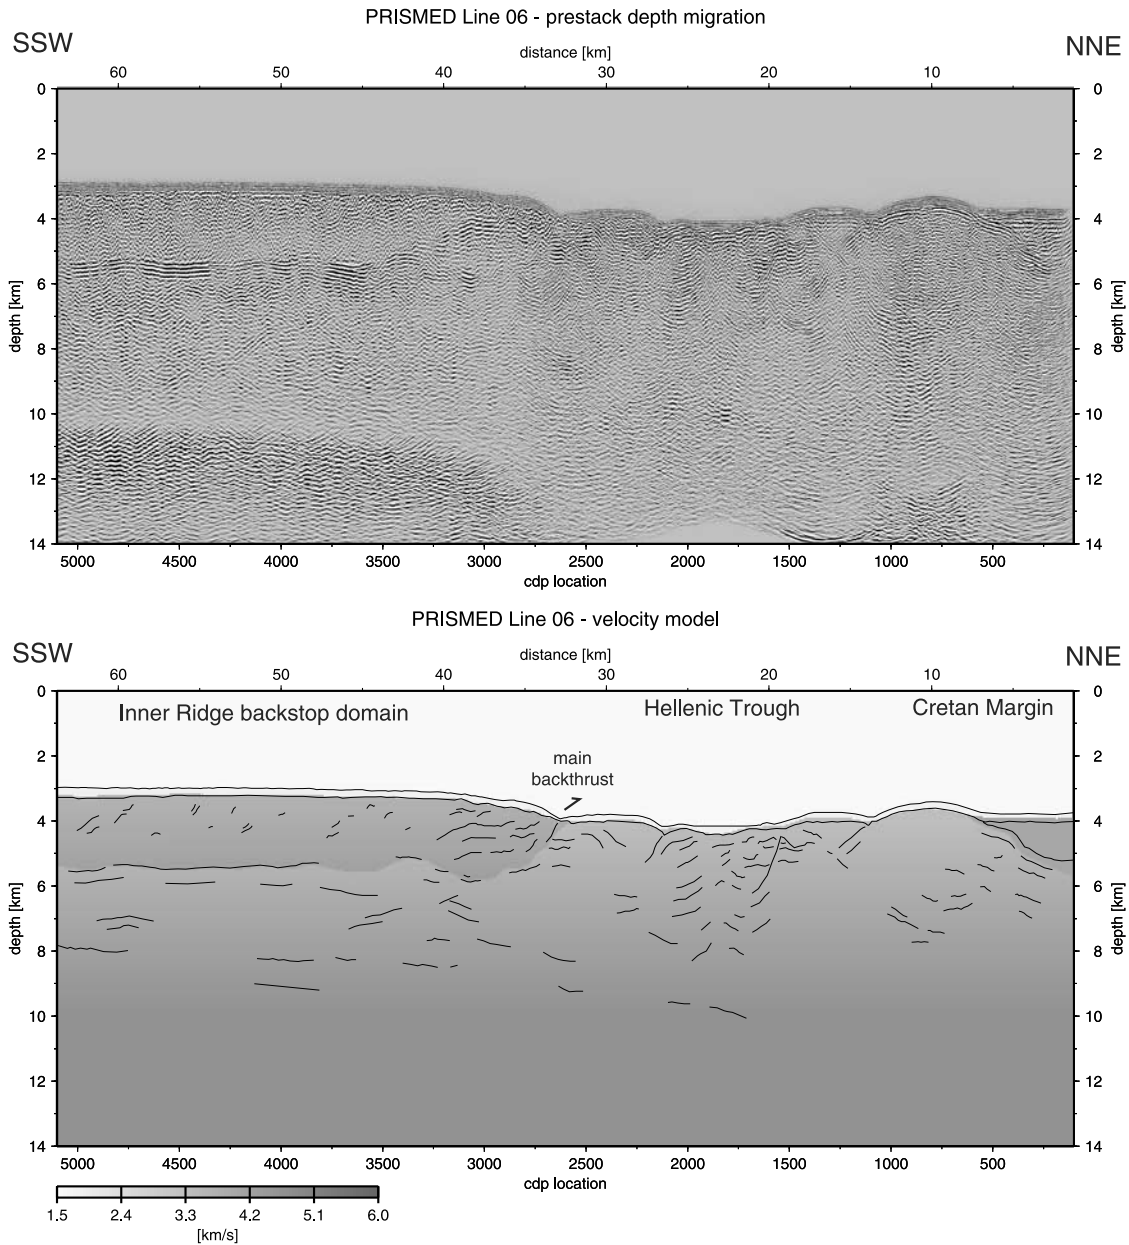 PRISMED Line 06 - prestack depth migration
SSW
NNE
distance [km]
60 50 40 30 20 10
0 0
2 2
4 4
6 6
8 8
10 10
12 12
14 14
depth [km]
depth [km]
5000 4500 4000 3500 3000 2500 2000 1500 1000 500
cdp location
PRISMED Line 06 - velocity model
SSW
NNE
distance [km]
60 50 40 30 20 10
0 0
Inner Ridge backstop domain
Hellenic Trough
Cretan Margin
main
backthrust
2 2
4 4
6 6
8 8
10 10
12 12
14 14
depth [km]
depth [km]
5000 4500 4000 3500 3000 2500 2000 1500 1000 500
cdp location
1.5 2.4 3.3 4.2 5.1 6.0
[km/s]